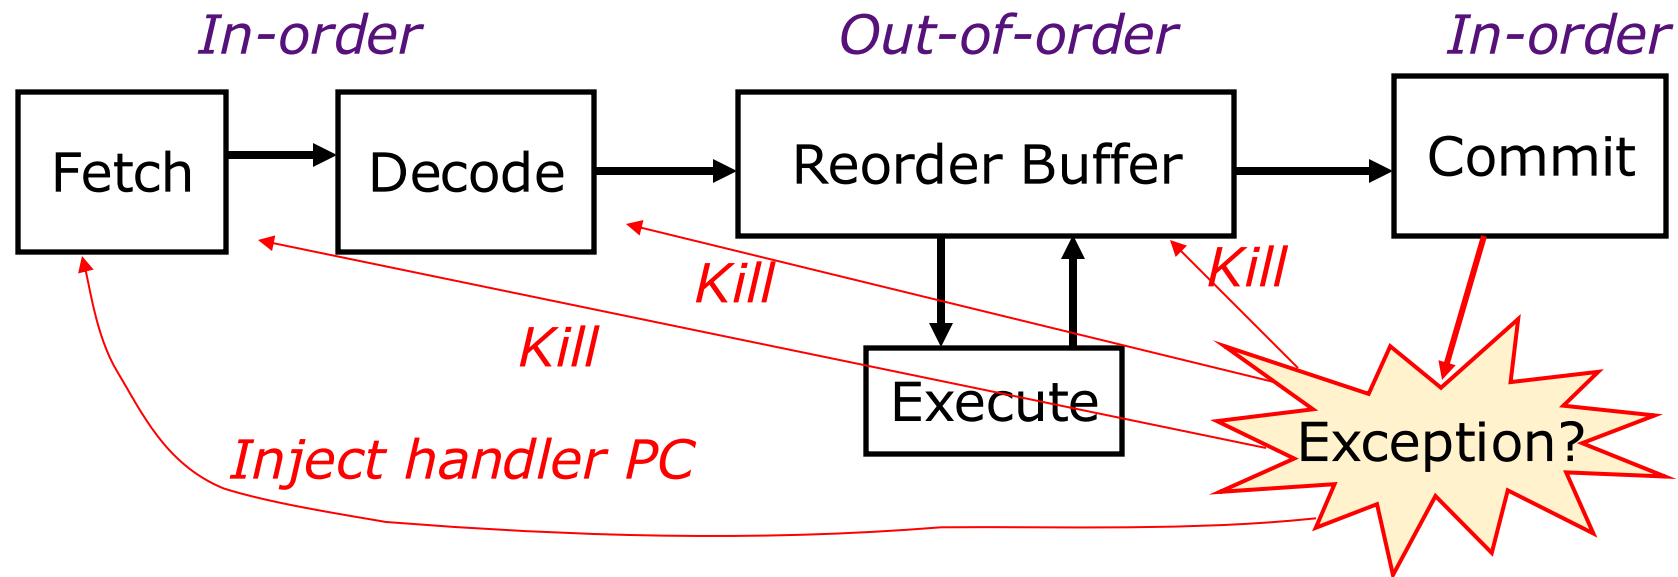 In-order
Out-of-order
In-order
Fetch
Decode
Reorder Buffer
Commit
Kill
Kill
Kill
Execute
Inject handler PC
Exception?